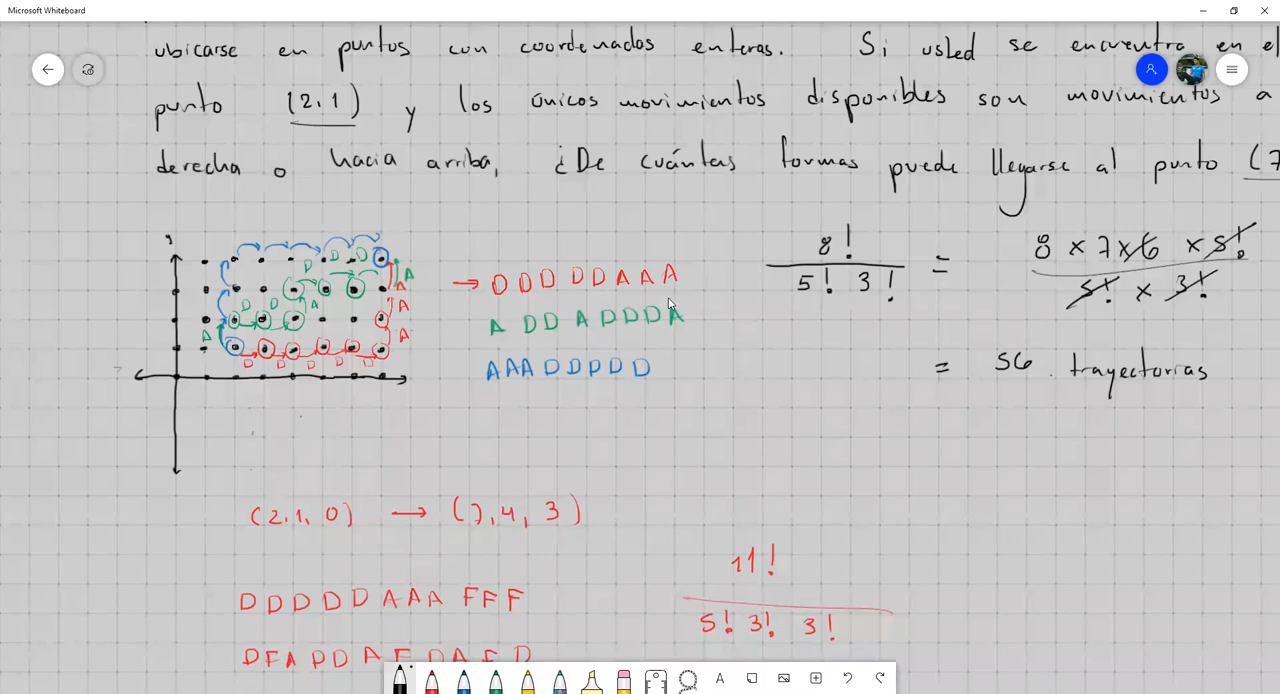 Microsoft Whiteboard
ubicarse en puntos con coordenadas enteras. Si usted se encuentra en el
punto (2,1) y los únicos movimientos disponibles son movimientos a
derecha o hacia arriba, ¿De cuántas formas puede llegarse al punto (7
8! / 5! 3! = 8 x 7 x 6 x 5! / 5! x 3!
→ D D D D D A A A
A D D A D D D A
A A A D D D D D
= 56 trayectorias
D D D
D D A
A D D A A
A D D D D D A
(2,1,0) → (7,4,3)
11!
5! 3! 3!
D D D D D A A A F F F
D F A D D A F D A F D
A